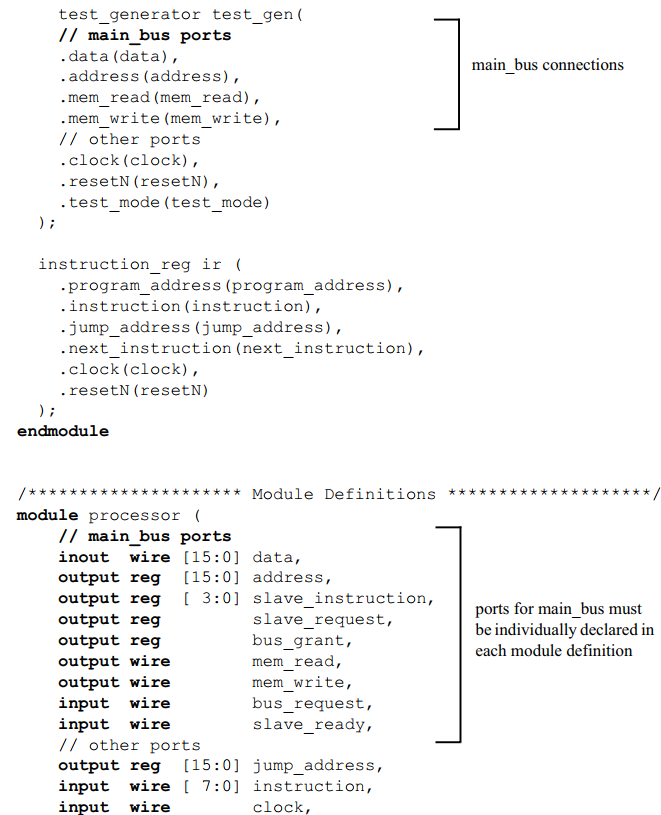 test_generator test_gen(
// main_bus ports
.data(data),
.address(address),
.mem_read(mem_read),
.mem_write(mem_write),
main_bus connections
// other ports
.clock(clock),
.resetN(resetN),
.test_mode(test_mode)
);
instruction_reg ir (
.program_address(program_address),
.instruction(instruction),
.jump_address(jump_address),
.next_instruction(next_instruction),
.clock(clock),
.resetN(resetN)
);
endmodule
/********************* Module Definitions ********************/
module processor (
// main_bus ports
inout  wire [15:0] data,
output reg  [15:0] address,
output reg  [ 3:0] slave_instruction,
output reg         slave_request,
output reg         bus_grant,
output wire        mem_read,
output wire        mem_write,
input  wire        bus_request,
input  wire        slave_ready,
ports for main_bus must
be individually declared in
each module definition
// other ports
output reg  [15:0] jump_address,
input  wire [ 7:0] instruction,
input  wire        clock,